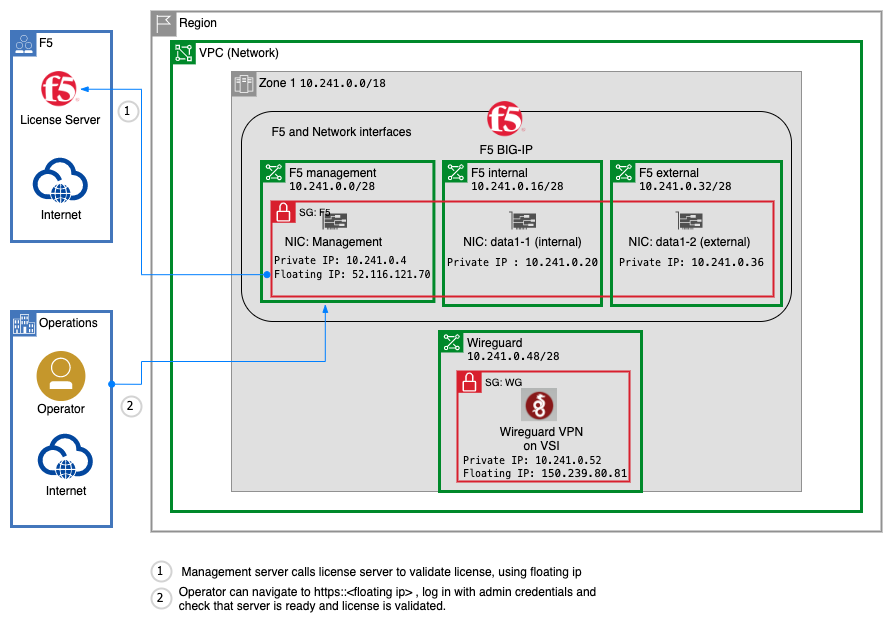 Region
F5
VPC (Network)
Zone 1 10.241.0.0/18
f5
License Server
1
Internet
F5 and Network interfaces
f5
F5 BIG-IP
F5 management
10.241.0.0/28
F5 internal
10.241.0.16/28
F5 external
10.241.0.32/28
SG: F5
NIC: Management
Private IP: 10.241.0.4
Floating IP: 52.116.121.70
NIC: data1-1 (internal)
Private IP : 10.241.0.20
NIC: data1-2 (external)
Private IP: 10.241.0.36
Operations
Operator
2
Internet
Wireguard
10.241.0.48/28
SG: WG
Wireguard VPN
on VSI
Private IP: 10.241.0.52
Floating IP: 150.239.80.81
1 Management server calls license server to validate license, using floating ip
2 Operator can navigate to https::<floating ip> , log in with admin credentials and
check that server is ready and license is validated.